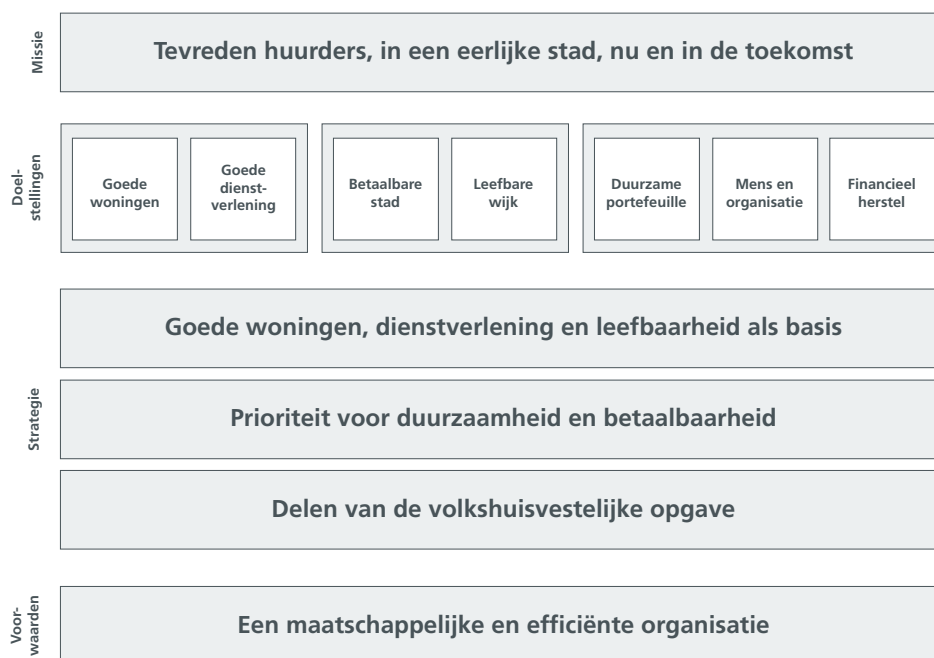 Missie
Tevreden huurders, in een eerlijke stad, nu en in de toekomst
Doel-
stellingen
Goede
woningen
Goede
dienst-
verlening
Betaalbare
stad
Leefbare
wijk
Duurzame
portefeuille
Mens en
organisatie
Financieel
herstel
Strategie
Goede woningen, dienstverlening en leefbaarheid als basis
Prioriteit voor duurzaamheid en betaalbaarheid
Delen van de volkshuisvestelijke opgave
Voor-
waarden
Een maatschappelijke en efficiënte organisatie